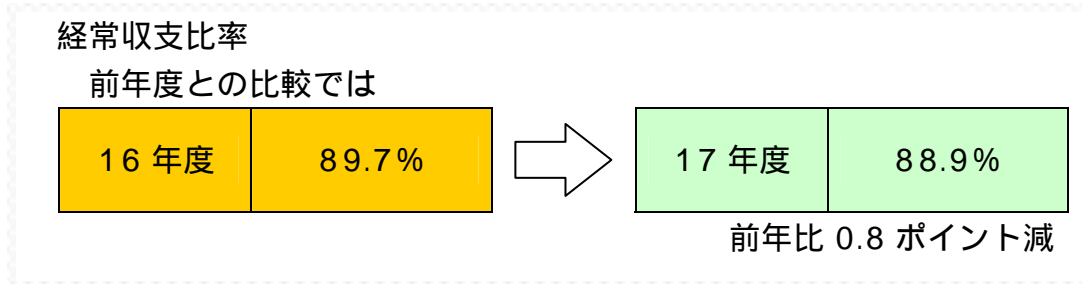 経常収支比率
前年度との比較では
16 年度 89.7% 17 年度 88.9%
前年比 0.8 ポイント減